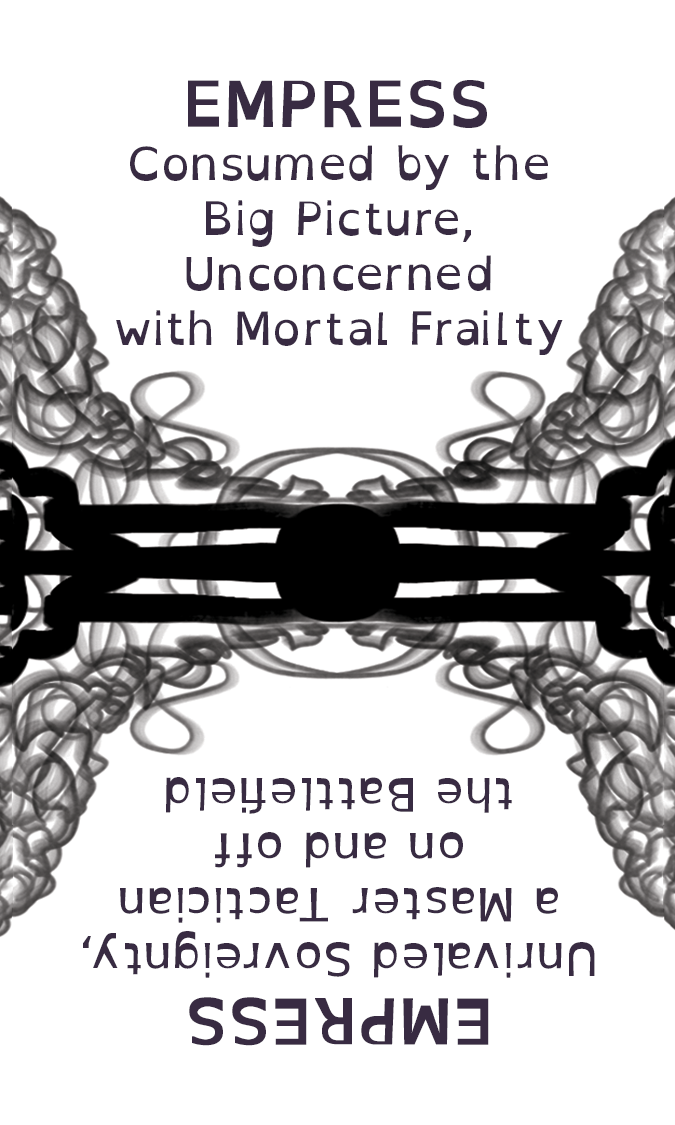 EMPRESS
Consumed by the
Big Picture,
Unconcerned
with Mortal Frailty
EMPRESS
Unrivaled Sovreignty,
a Master Tactician
on and off
the Battlefield